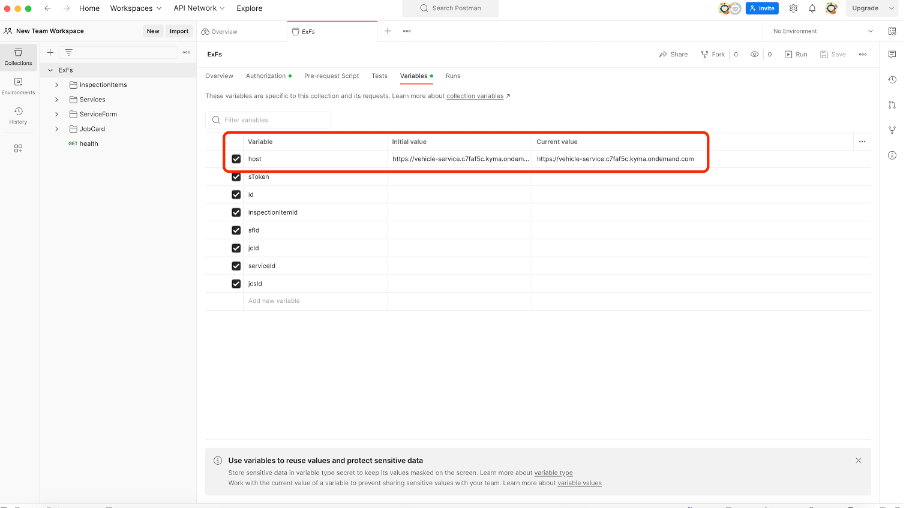 Home Workspaces API Network Explore Search Postman Invite Upgrade
New Team Workspace New Import Overview ExFs No Environment
Collections
Environments
History
ExFs
InspectionItems
Services
ServiceForm
JobCard
GET health
ExFs Share Fork 0 0 Run Save
Overview Authorization Pre-request Script Tests Variables Runs
These variables are specific to this collection and its requests. Learn more about collection variables ↗
Filter variables
Variable Initial value Current value
host https://vehicle-service.c7faf5c.kyma.ondem... https://vehicle-service.c7faf5c.kyma.ondemand.com
sToken
id
inspectionItemId
sfId
jcId
serviceId
jcsId
Add new variable
Use variables to reuse values and protect sensitive data
Store sensitive data in variable type secret to keep its values masked on the screen. Learn more about variable type
Work with the current value of a variable to prevent sharing sensitive values with your team. Learn more about variable values